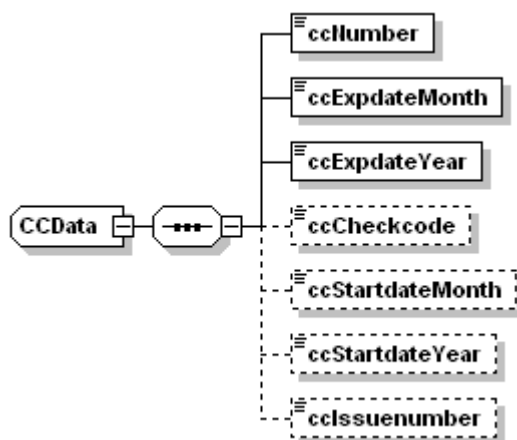 ccNumber
ccExpdateMonth
ccExpdateYear
CCData
ccCheckcode
ccStartdateMonth
ccStartdateYear
ccIssuenumber